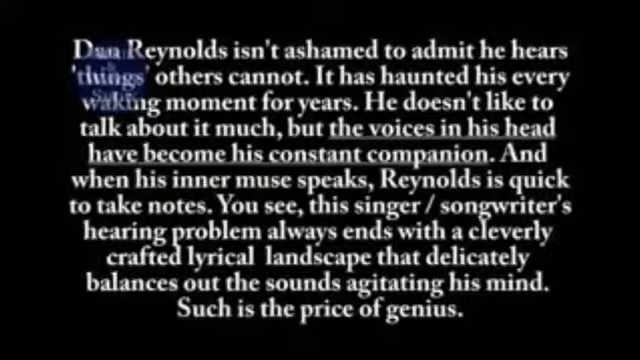 Dan Reynolds isn't ashamed to admit he hears
'things' others cannot. It has haunted his every
waking moment for years. He doesn't like to
talk about it much, but the voices in his head
have become his constant companion. And
when his inner muse speaks, Reynolds is quick
to take notes. You see, this singer / songwriter's
hearing problem always ends with a cleverly
crafted lyrical landscape that delicately
balances out the sounds agitating his mind.
Such is the price of genius.